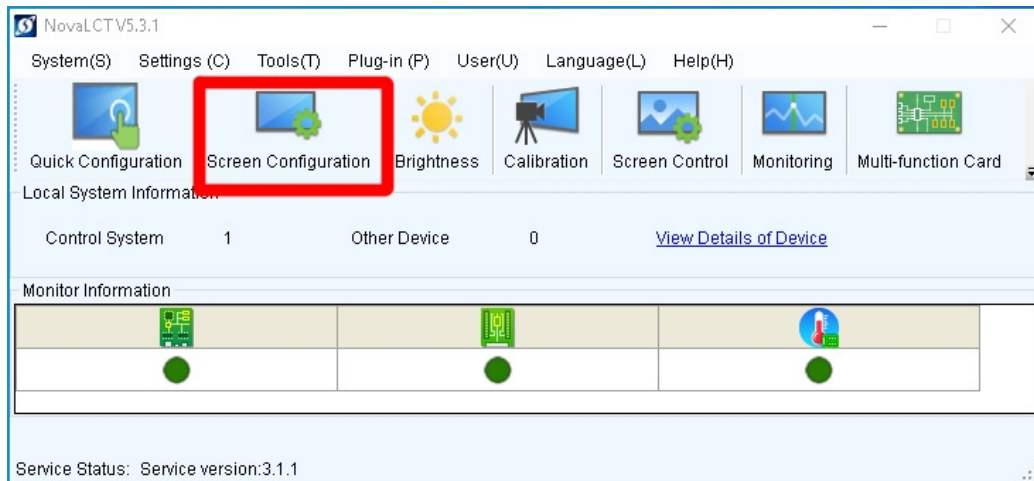 NovaLCTV5.3.1
System(S) Settings (C) Tools(T) Plug-in (P) User(U) Language(L) Help(H)
Quick Configuration Screen Configuration Brightness Calibration Screen Control Monitoring Multi-function Card
Local System Information
Control System 1 Other Device 0 View Details of Device
Monitor Information
Service Status: Service version:3.1.1